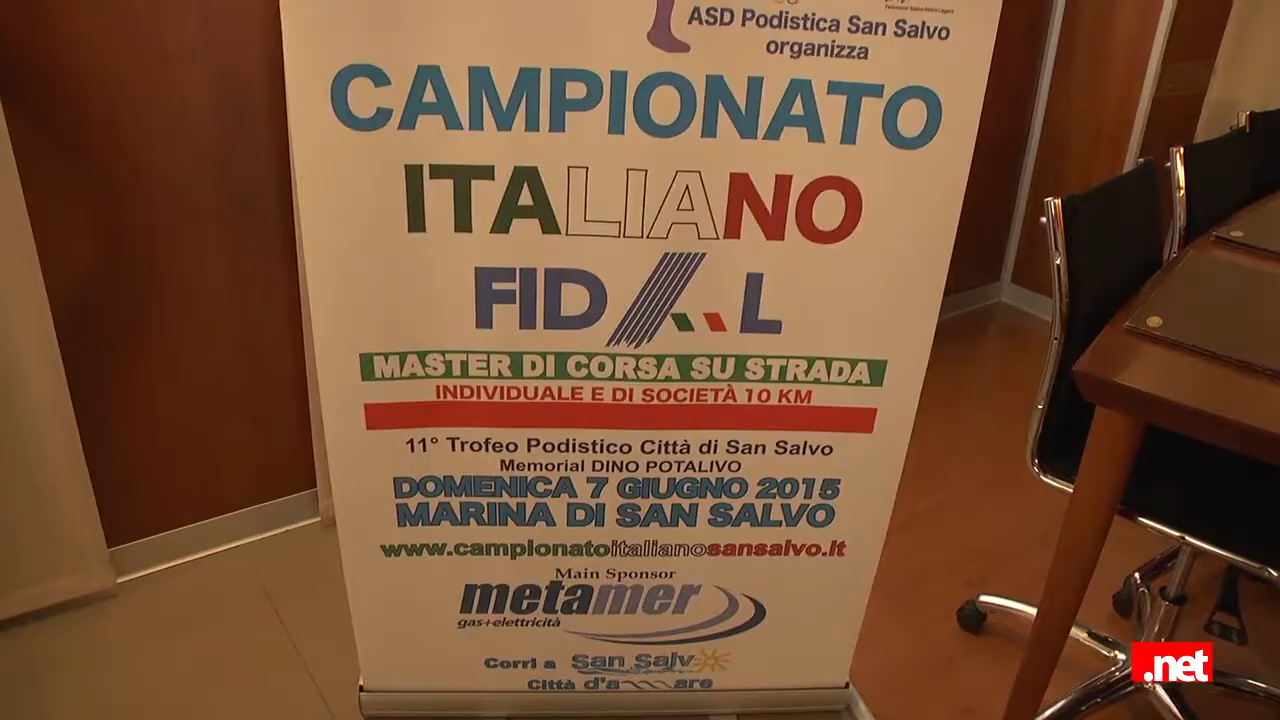 ASD Podistica San Salvo
organizza
CAMPIONATO
ITALIANO
FIDAL
MASTER DI CORSA SU STRADA
INDIVIDUALE E DI SOCIETÀ 10 KM
11° Trofeo Podistico Città di San Salvo
Memorial DINO POTALIVO
DOMENICA 7 GIUGNO 2015
MARINA DI SAN SALVO
www.campionatoitalianosansalvo.it
Main Sponsor
metamer
gas+elettricità
Corri a San Salvo
Città d'ammare
.net